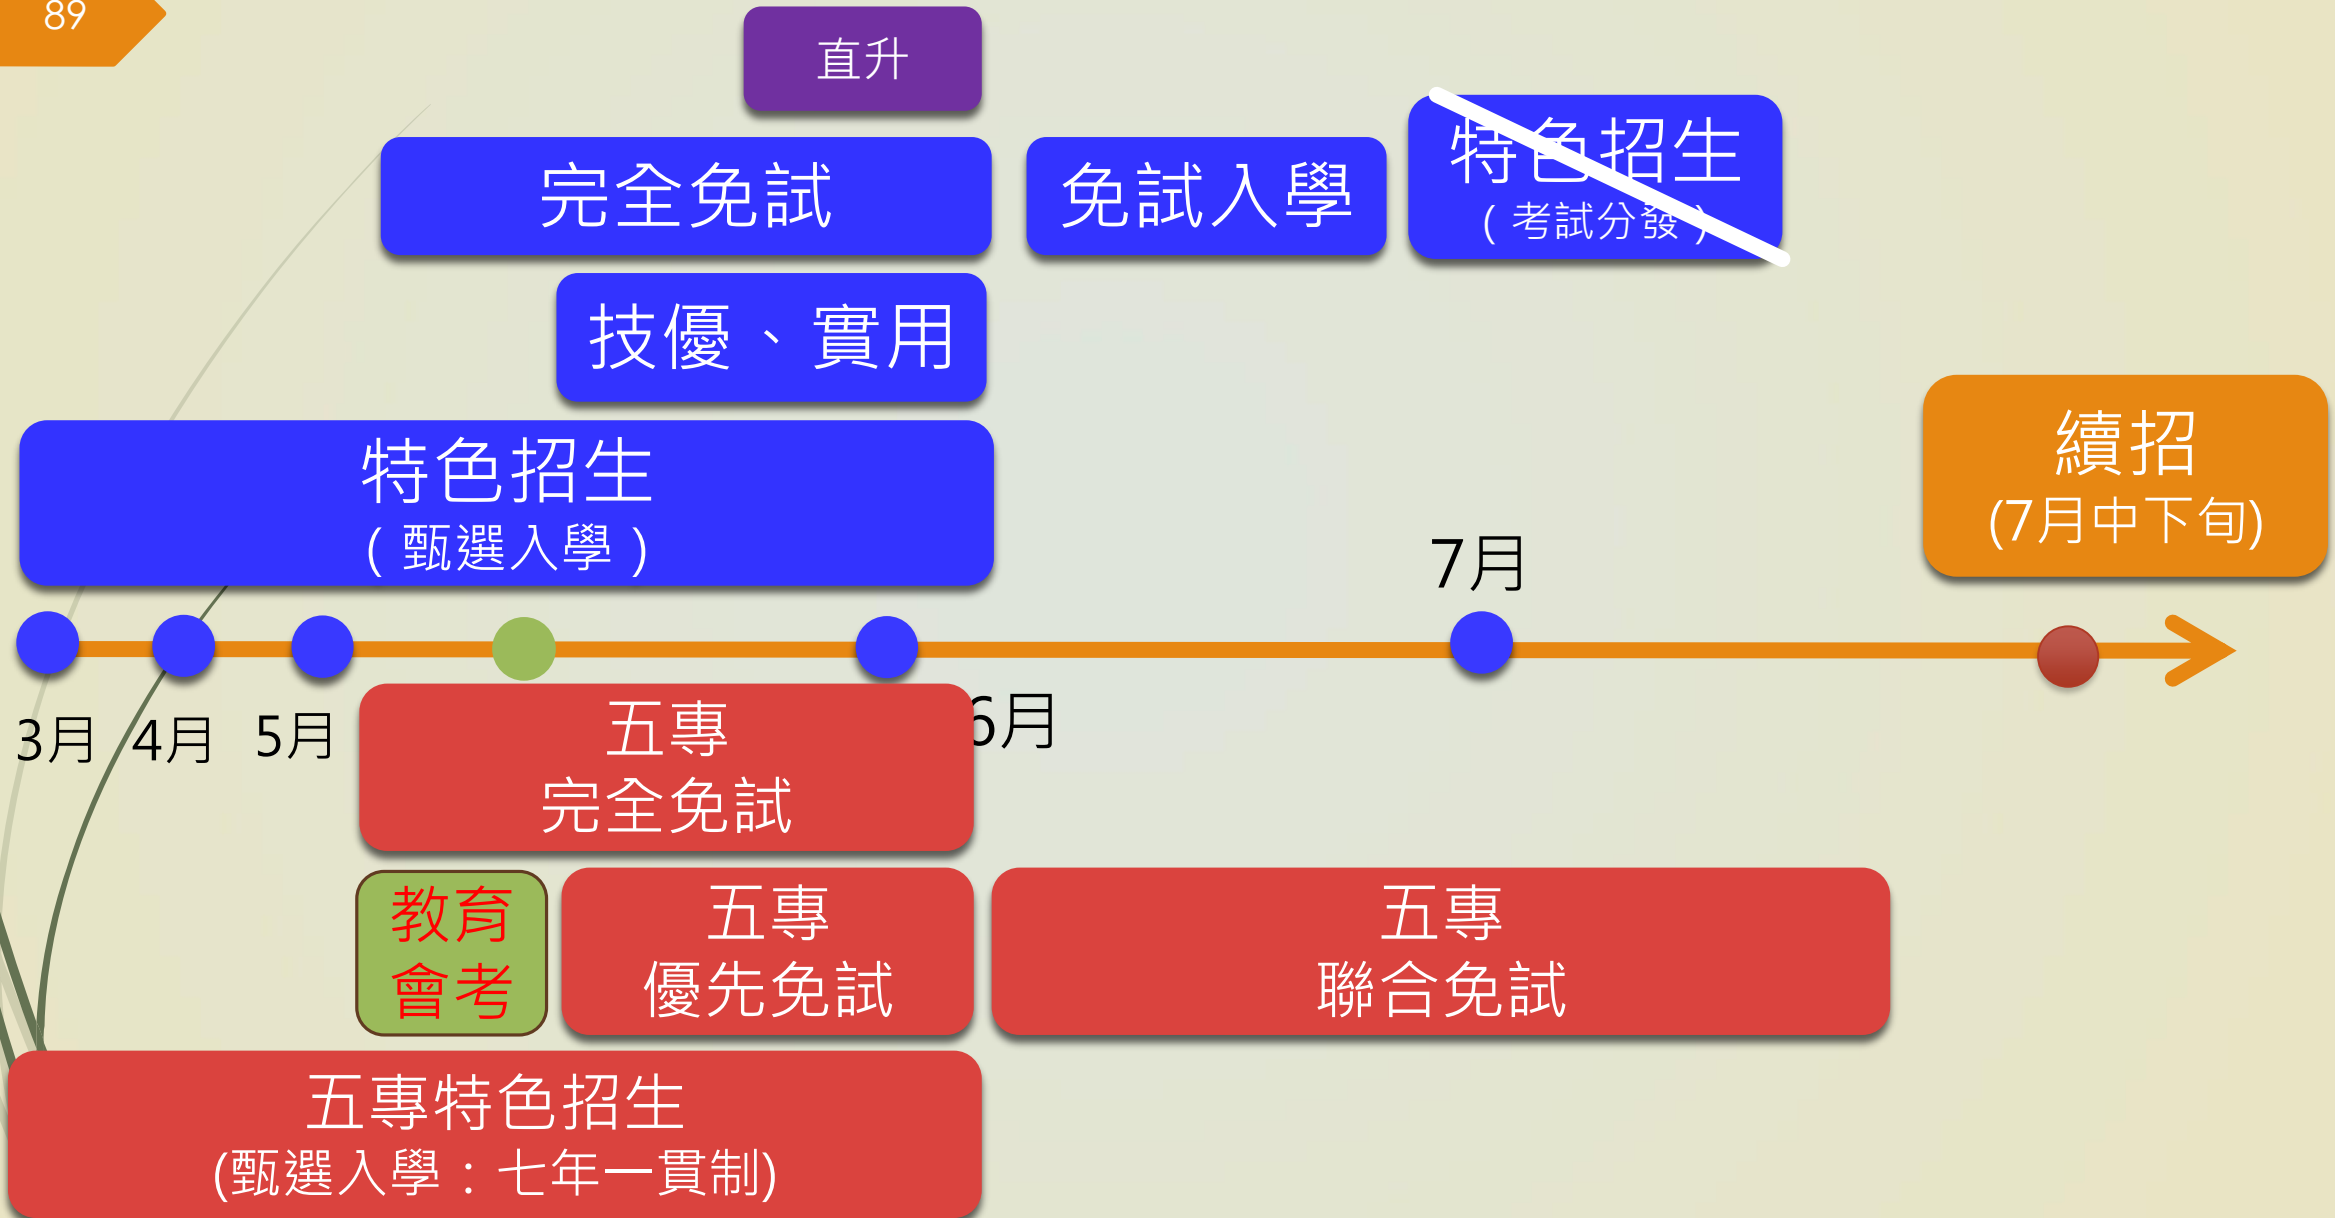 89
直升
完全免試
免試入學
特色招生
( 考試分發 )
技優、實用
特色招生
( 甄選入學 )
續招
(7月中下旬)
7月
3月
4月
5月
6月
五專
完全免試
教育
會考
五專
優先免試
五專
聯合免試
五專特色招生
(甄選入學：七年一貫制)